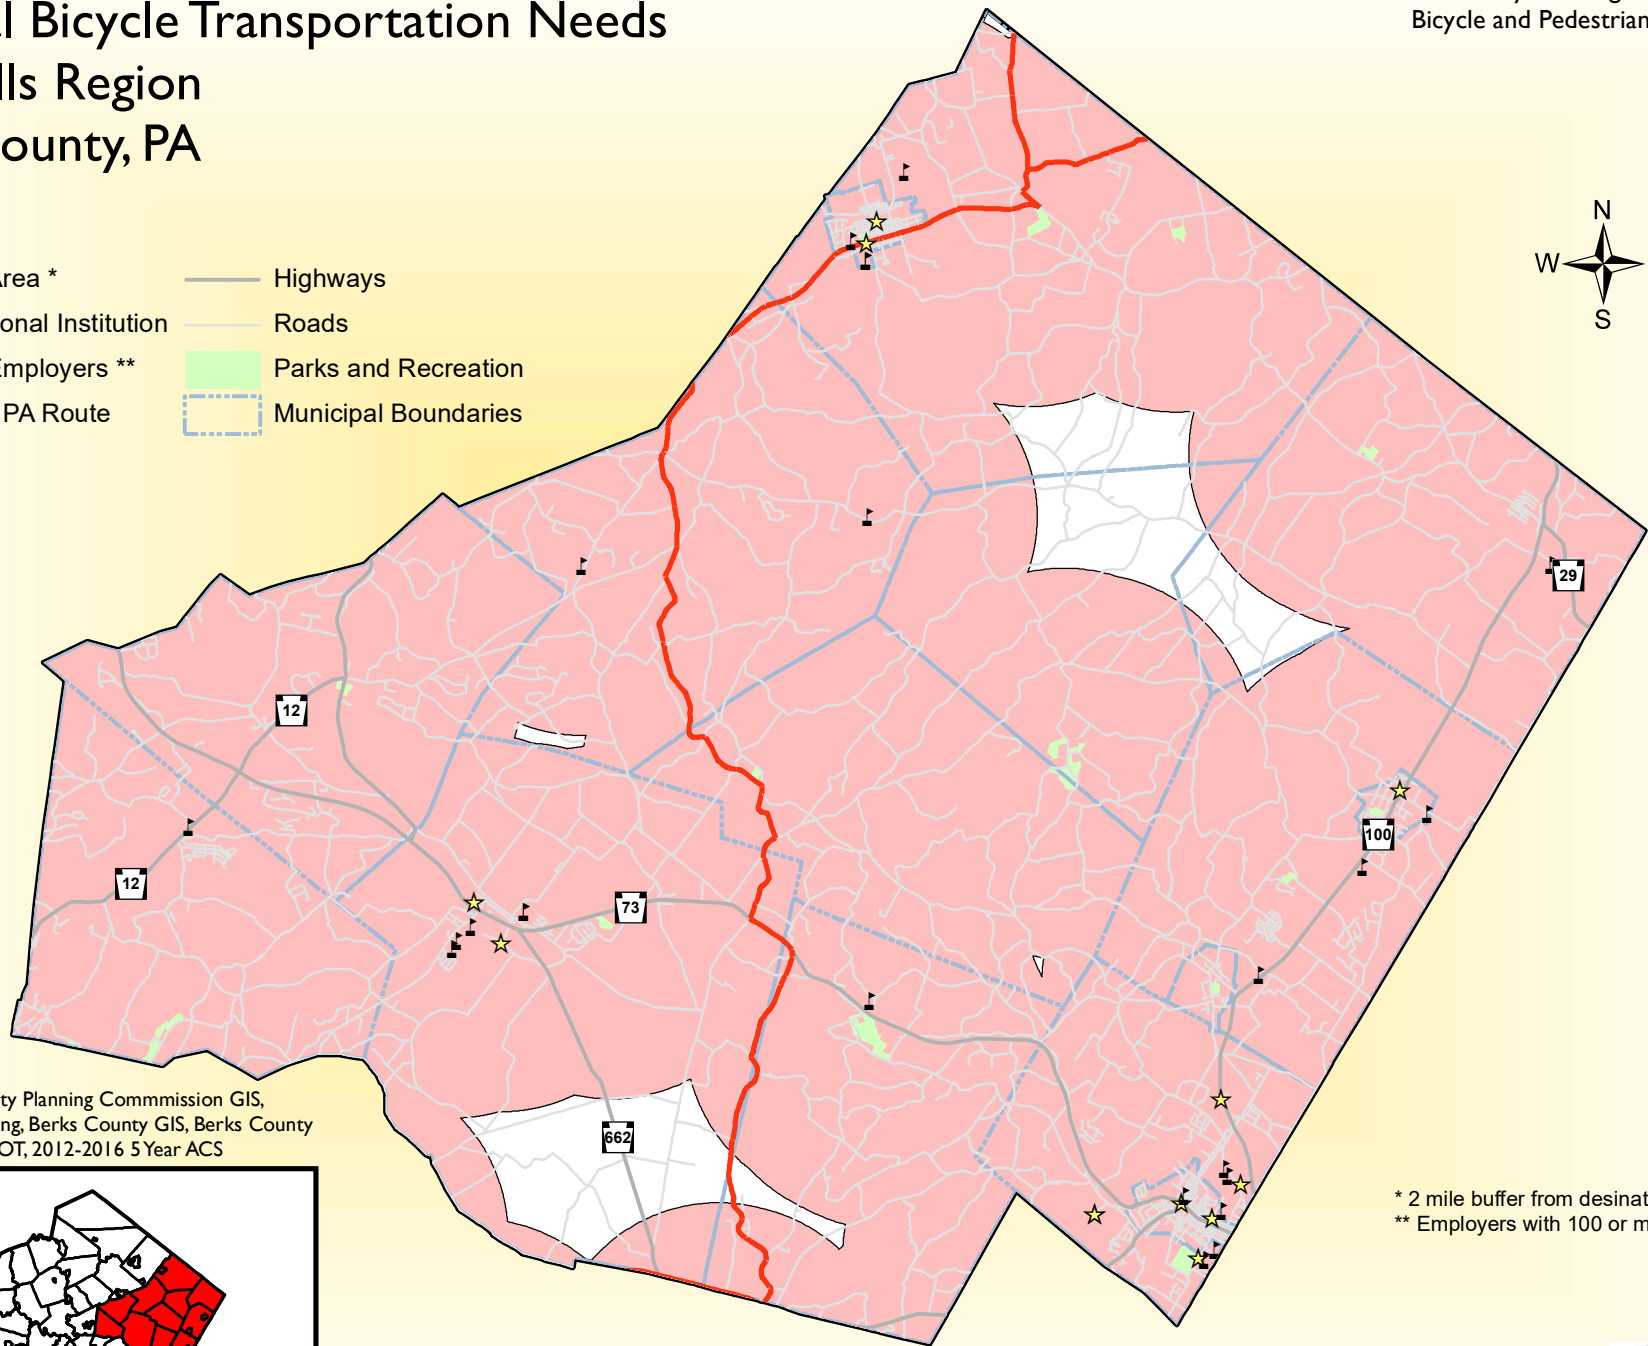 l Bicycle Transportation Needs
lls Region
ounty, PA
Bicycle and Pedestrian
N
W
S
Area *
onal Institution
Employers **
PA Route
Highways
Roads
Parks and Recreation
Municipal Boundaries
29
12
100
12
73
662
ty Planning Commmission GIS,
ng, Berks County GIS, Berks County
OT, 2012-2016 5 Year ACS
* 2 mile buffer from desinat
** Employers with 100 or m